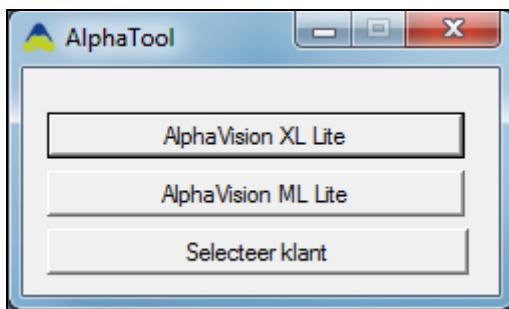 AlphaTool
AlphaVision XL Lite
AlphaVision ML Lite
Selecteer klant